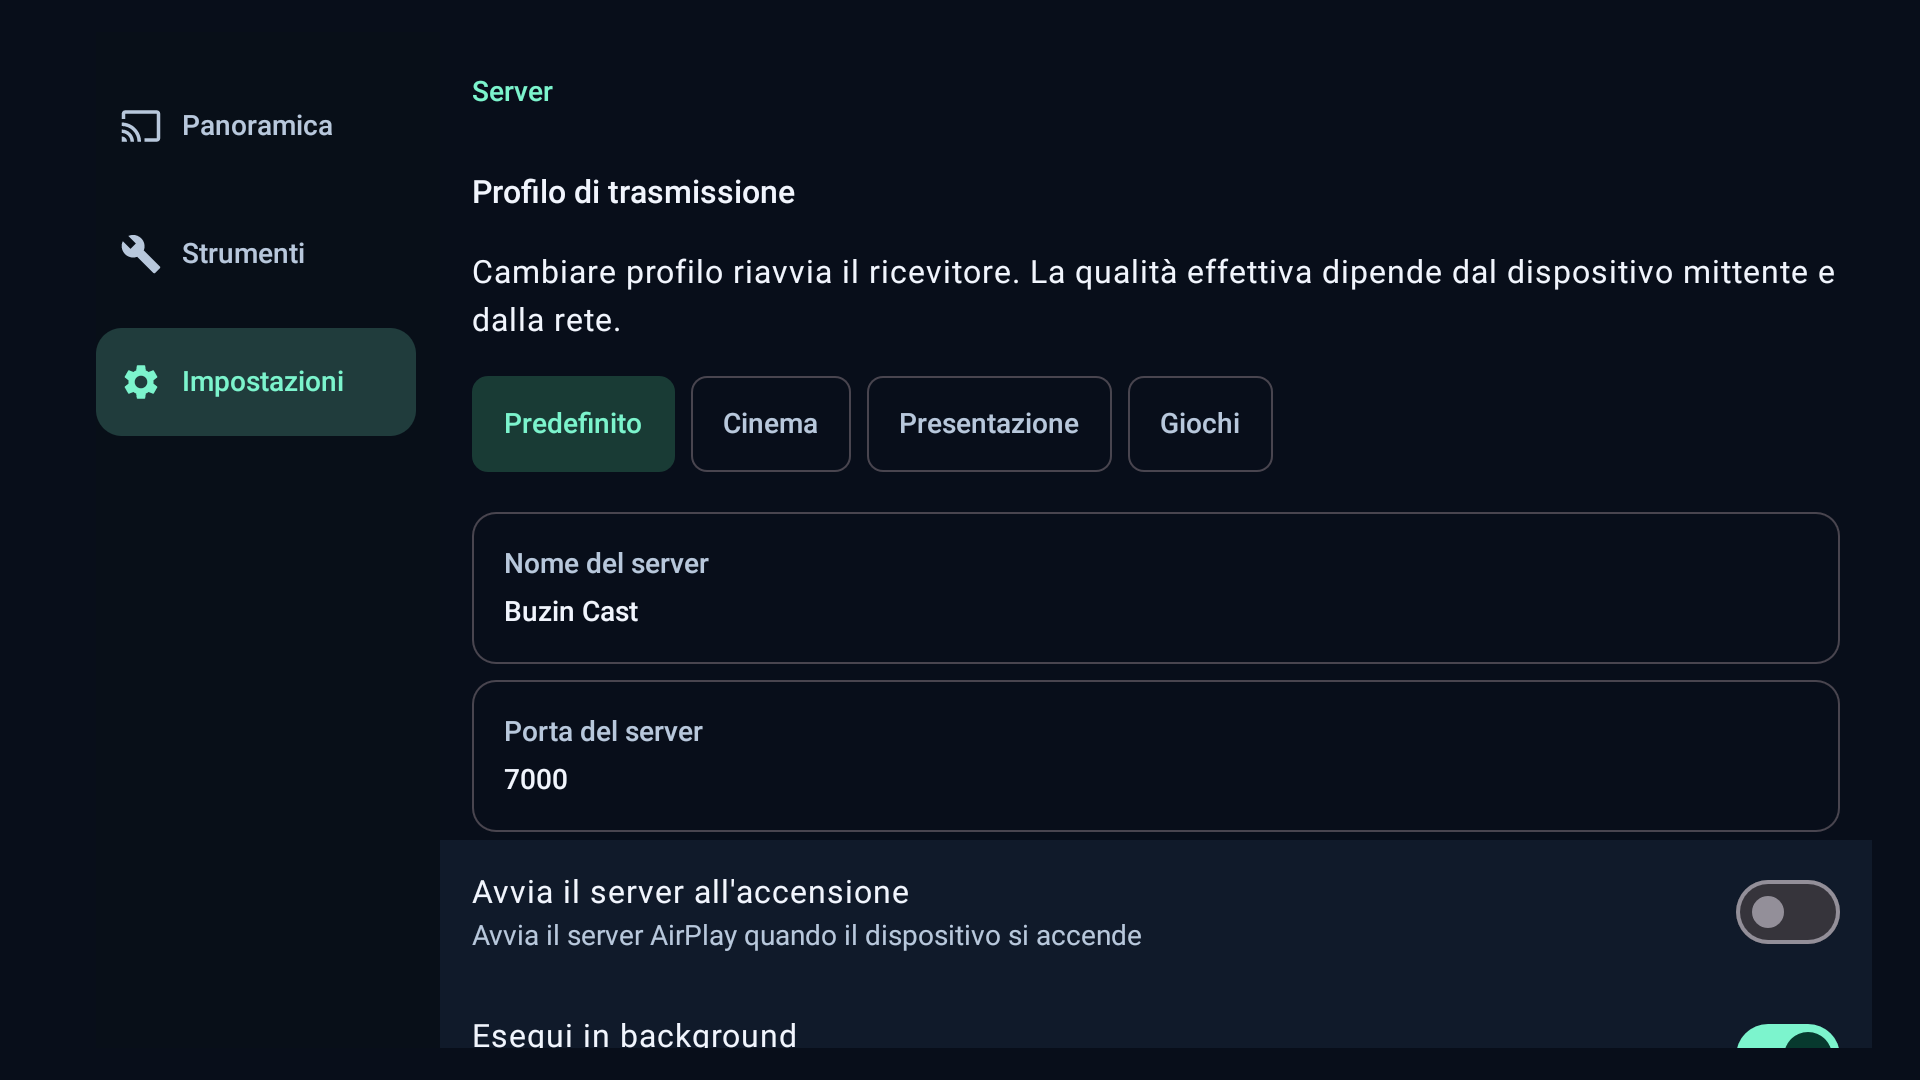 Panoramica
Strumenti
Impostazioni
Server
Profilo di trasmissione
Cambiare profilo riavvia il ricevitore. La qualità effettiva dipende dal dispositivo mittente e
dalla rete.
Predefinito
Cinema
Presentazione
Giochi
Nome del server
Buzin Cast
Porta del server
7000
Avvia il server all'accensione
Avvia il server AirPlay quando il dispositivo si accende
Esegui in background